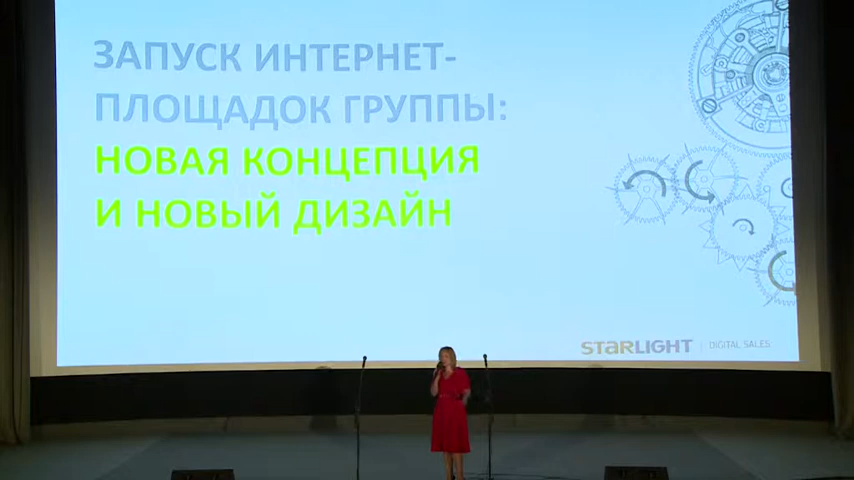 ЗАПУСК ИНТЕРНЕТ-
ПЛОЩАДОК ГРУППЫ:
НОВАЯ КОНЦЕПЦИЯ
И НОВЫЙ ДИЗАЙН
STARLIGHT | DIGITAL SALES